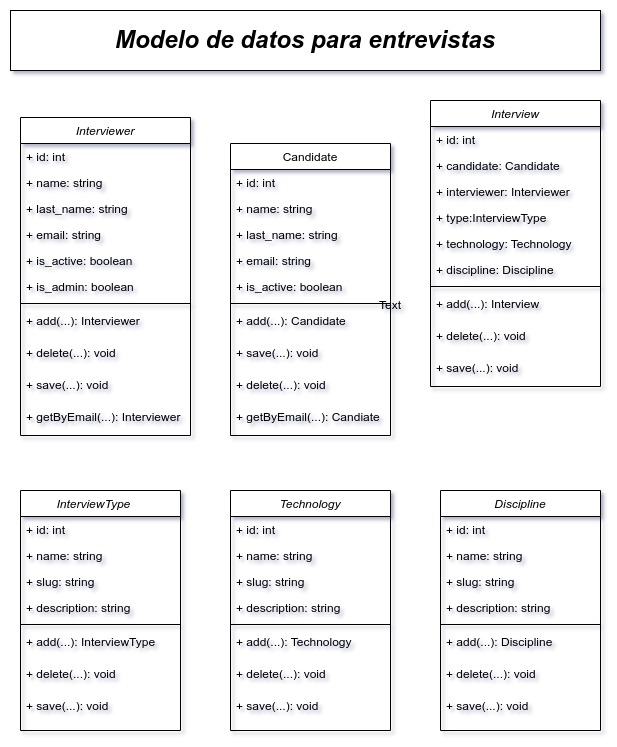 Modelo de datos para entrevistas
Interviewer
+ id: int
+ name: string
+ last_name: string
+ email: string
+ is_active: boolean
+ is_admin: boolean
+ add(...): Interviewer
+ delete(...): void
+ save(...): void
+ getByEmail(...): Interviewer
Candidate
+ id: int
+ name: string
+ last_name: string
+ email: string
+ is_active: boolean
Text
+ add(...): Candidate
+ save(...): void
+ delete(...): void
+ getByEmail(...): Candiate
Interview
+ id: int
+ candidate: Candidate
+ interviewer: Interviewer
+ type:InterviewType
+ technology: Technology
+ discipline: Discipline
+ add(...): Interview
+ delete(...): void
+ save(...): void
InterviewType
+ id: int
+ name: string
+ slug: string
+ description: string
+ add(...): InterviewType
+ delete(...): void
+ save(...): void
Technology
+ id: int
+ name: string
+ slug: string
+ description: string
+ add(...): Technology
+ delete(...): void
+ save(...): void
Discipline
+ id: int
+ name: string
+ slug: string
+ description: string
+ add(...): Discipline
+ delete(...): void
+ save(...): void